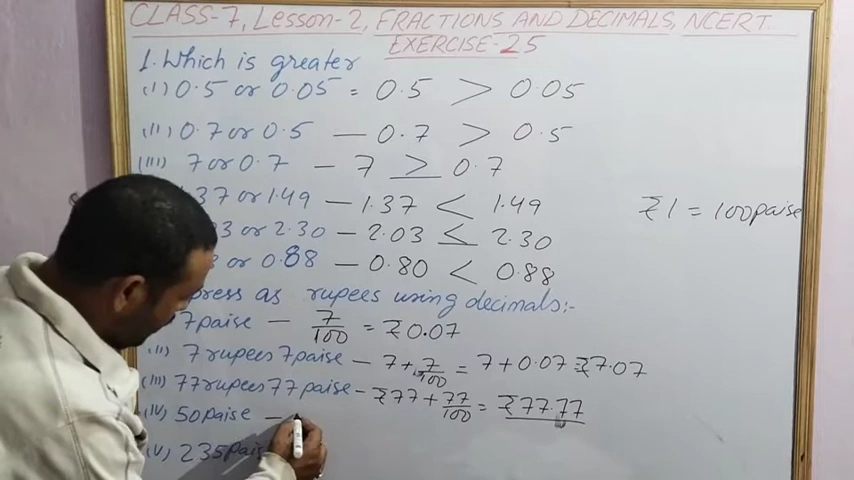 CLASS-7, Lesson-2, FRACTIONS AND DECIMALS, NCERT
EXERCISE-25
1. Which is greater
(I) 0.5 or 0.05 = 0.5 > 0.05
(II) 0.7 or 0.5 — 0.7 > 0.5
(III) 7 or 0.7 — 7 > 0.7
37 or 1.49 — 1.37 < 1.49
₹1 = 100 paise
03 or 2.30 — 2.03 < 2.30
or 0.88 — 0.80 < 0.88
press as rupees using decimals:-
7 paise — 7/100 = ₹0.07
(II) 7 rupees 7 paise — 7 + 7/100 = 7 + 0.07 = ₹7.07
(III) 77 rupees 77 paise - ₹77 + 77/100 = ₹77.77
(IV) 50 paise —
(V) 235 pais